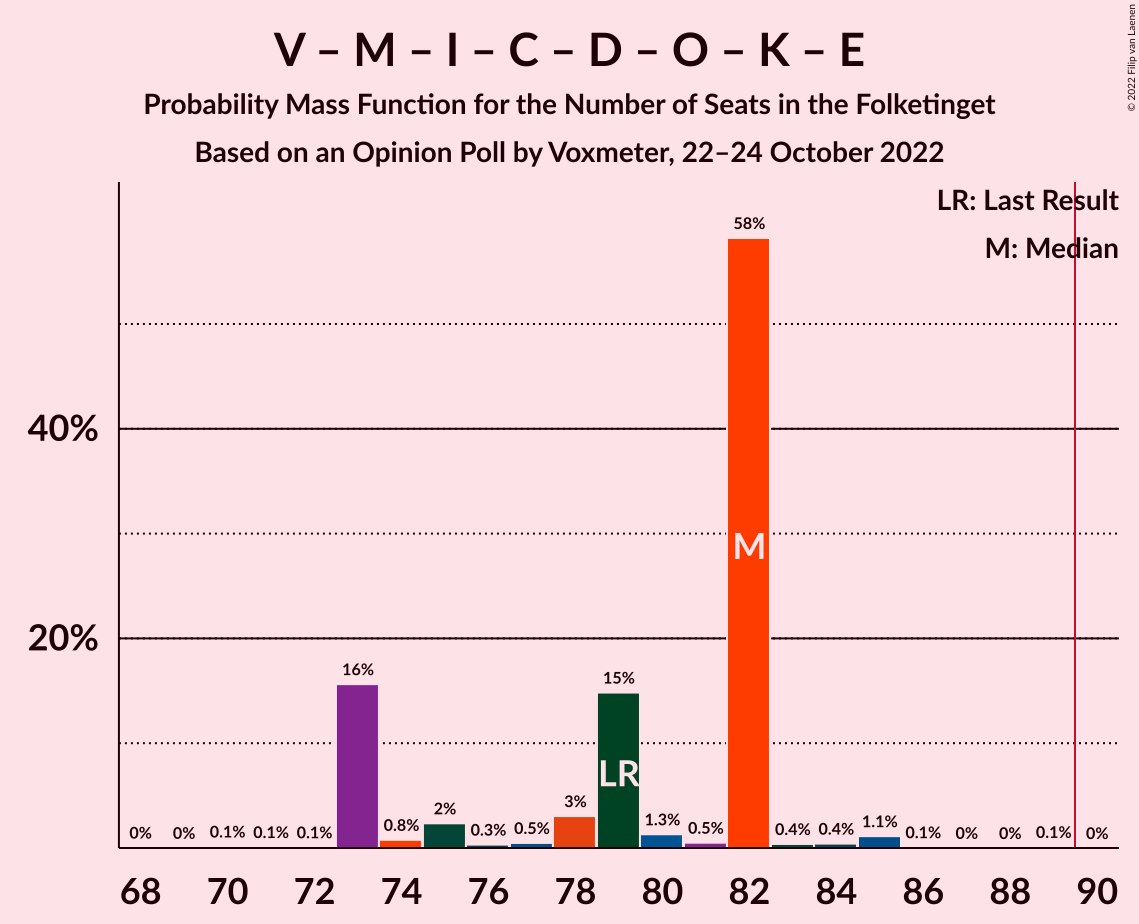 V – M – I – C – D – O – K – E
Probability Mass Function for the Number of Seats in the Folketinget
Based on an Opinion Poll by Voxmeter, 22–24 October 2022
© 2022 Filip van Laenen
LR: Last Result
M: Median
58%
40%
M
20%
16%
15%
LR
0%
0%
0.1%
0.1%
0.1%
0.8%
2%
0.3%
0.5%
3%
1.3%
0.5%
0.4%
0.4%
1.1%
0.1%
0%
0%
0.1%
0%
68 70 72 74 76 78 80 82 84 86 88 90